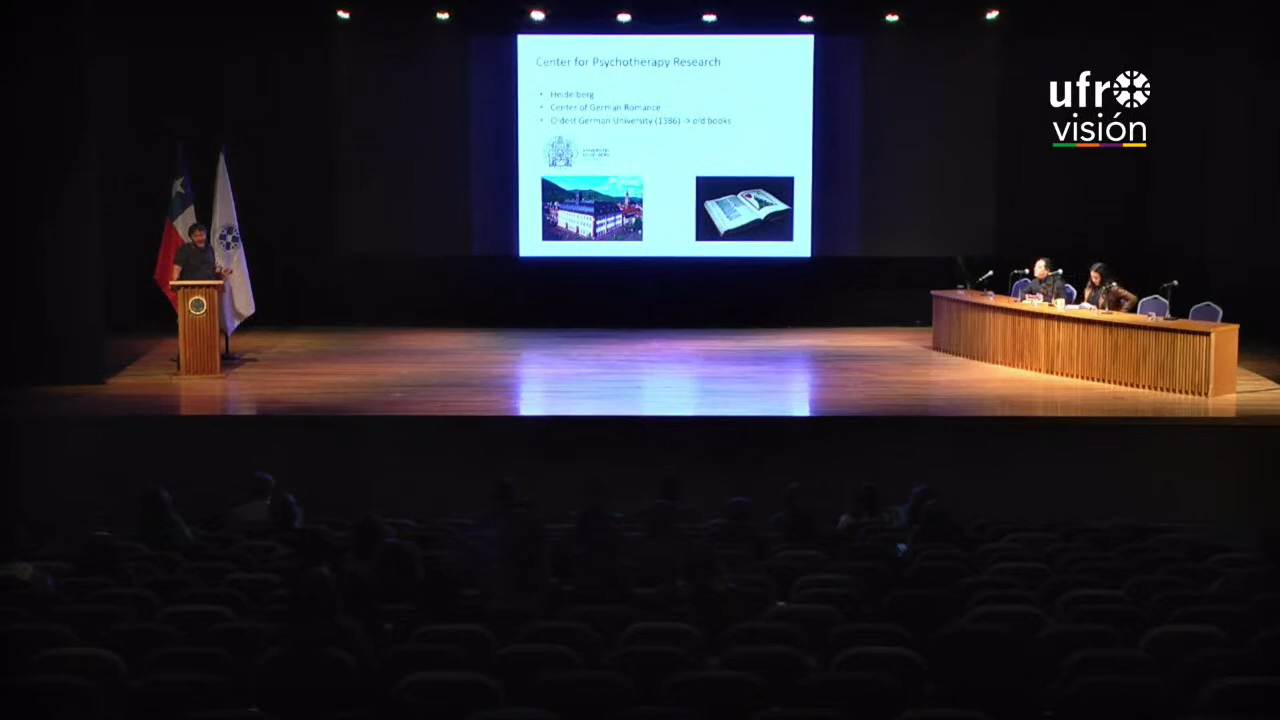 Center for Psychotherapy Research
• Heidelberg
• Center of German Romance
• Oldest German University (1386) -> old books
ufro
visión